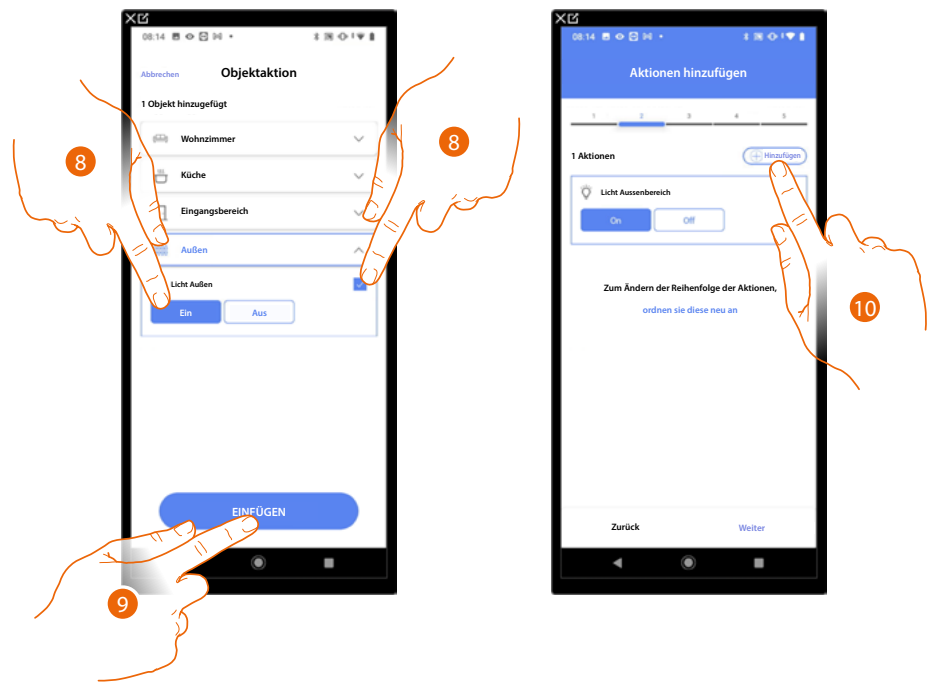 08:14
Abbrechen Objektaktion
1 Objekt hinzugefügt
Wohnzimmer
Küche
Eingangsbereich
Außen
Licht Außen
Ein Aus
EINFÜGEN
8
8
9
08:14
Aktionen hinzufügen
1 2 3 4 5
1 Aktionen Hinzufügen
Licht Aussenbereich
On Off
Zum Ändern der Reihenfolge der Aktionen,
ordnen sie diese neu an
Zurück Weiter
10